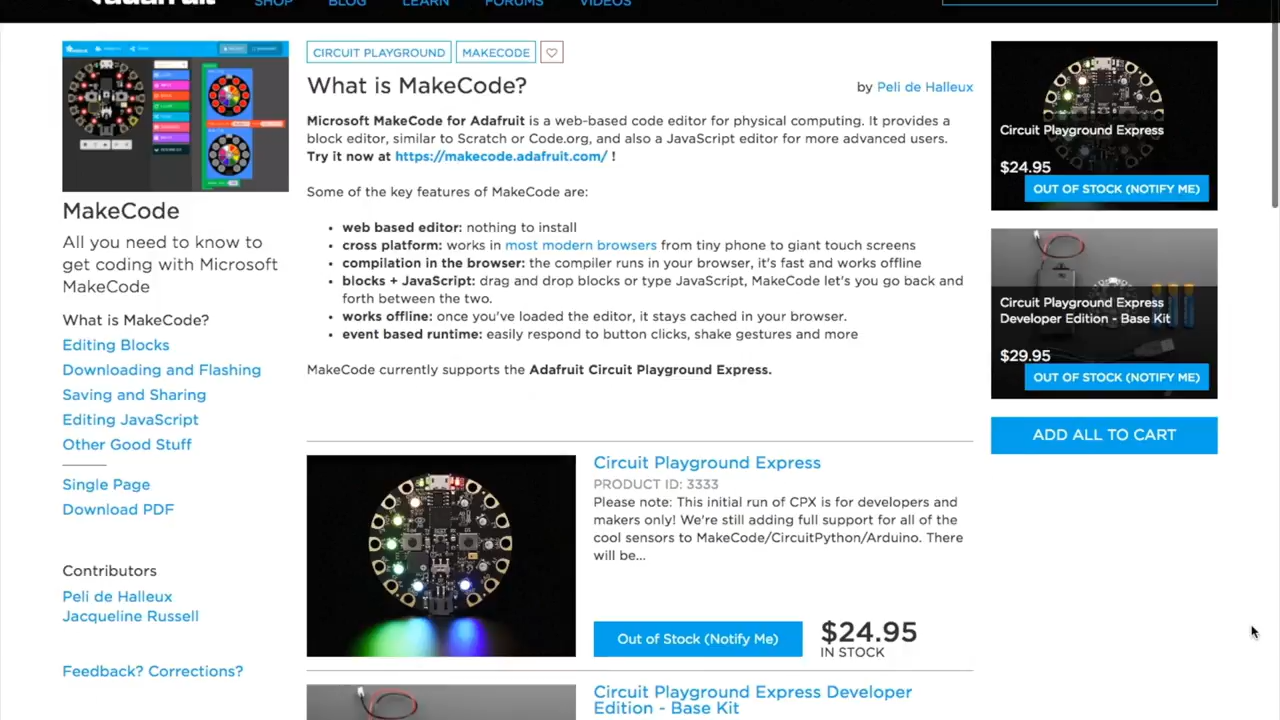 adafruit
SHOP
BLOG
LEARN
FORUMS
VIDEOS
CIRCUIT PLAYGROUND
MAKECODE
What is MakeCode?
by Peli de Halleux
Microsoft MakeCode for Adafruit is a web-based code editor for physical computing. It provides a
block editor, similar to Scratch or Code.org, and also a JavaScript editor for more advanced users.
Try it now at https://makecode.adafruit.com/ !
Some of the key features of MakeCode are:
• web based editor: nothing to install
• cross platform: works in most modern browsers from tiny phone to giant touch screens
• compilation in the browser: the compiler runs in your browser, it's fast and works offline
• blocks + JavaScript: drag and drop blocks or type JavaScript, MakeCode let's you go back and
forth between the two.
• works offline: once you've loaded the editor, it stays cached in your browser.
• event based runtime: easily respond to button clicks, shake gestures and more
MakeCode currently supports the Adafruit Circuit Playground Express.
MakeCode
All you need to know to
get coding with Microsoft
MakeCode
What is MakeCode?
Editing Blocks
Downloading and Flashing
Saving and Sharing
Editing JavaScript
Other Good Stuff
Single Page
Download PDF
Contributors
Peli de Halleux
Jacqueline Russell
Feedback? Corrections?
Circuit Playground Express
PRODUCT ID: 3333
Please note: This initial run of CPX is for developers and
makers only! We're still adding full support for all of the
cool sensors to MakeCode/CircuitPython/Arduino. There
will be...
Out of Stock (Notify Me)
$24.95
IN STOCK
Circuit Playground Express Developer
Edition - Base Kit
Circuit Playground Express
$24.95
OUT OF STOCK (NOTIFY ME)
Circuit Playground Express
Developer Edition - Base Kit
$29.95
OUT OF STOCK (NOTIFY ME)
ADD ALL TO CART